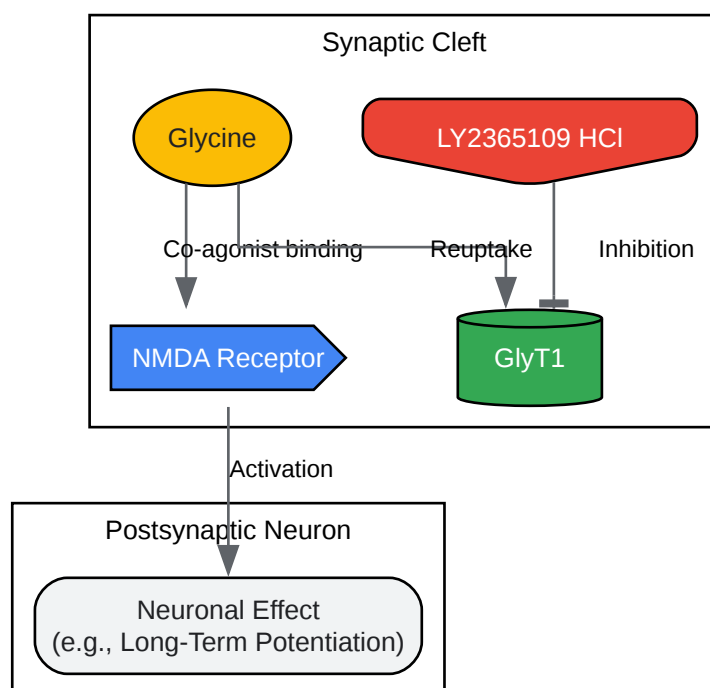 Synaptic Cleft
Glycine
LY2365109 HCl
Co-agonist binding
Reuptake
Inhibition
NMDA Receptor
GlyT1
Activation
Postsynaptic Neuron
Neuronal Effect
(e.g., Long-Term Potentiation)